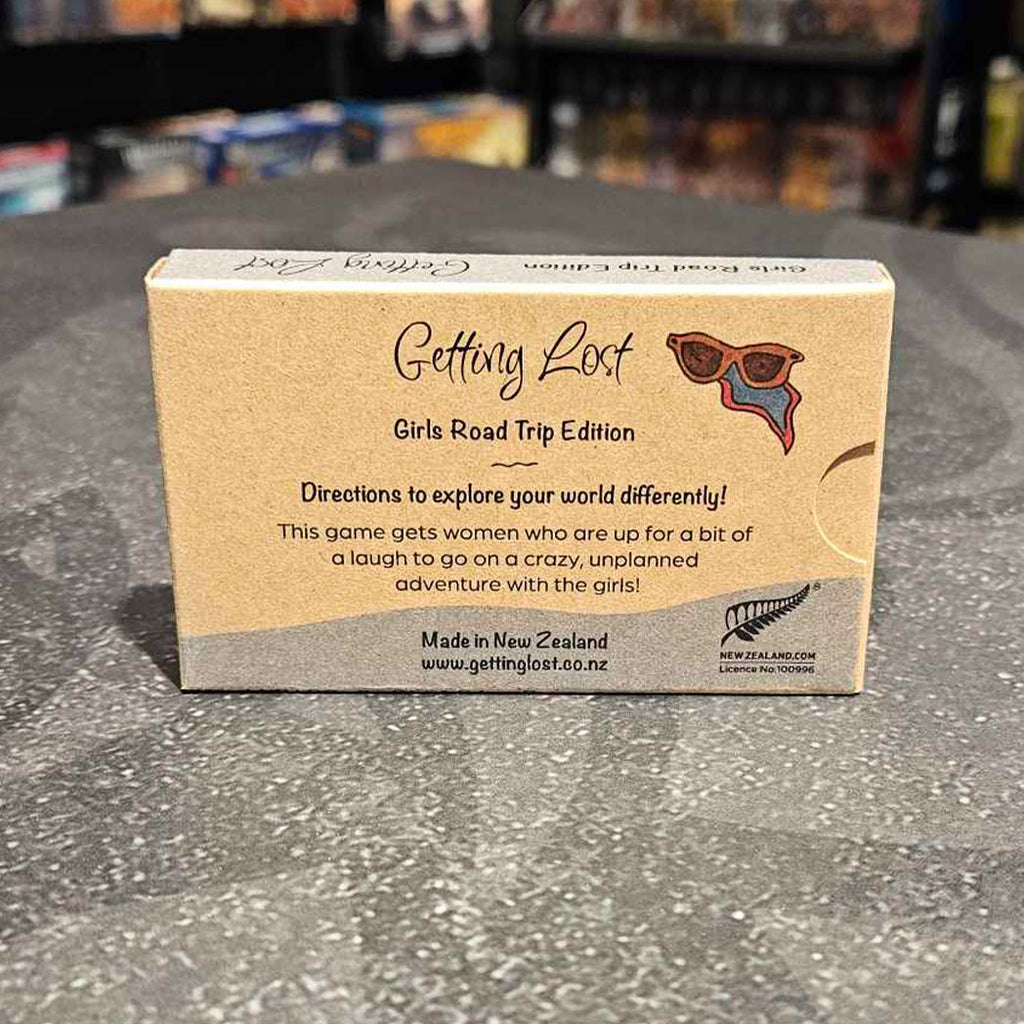 Getting Lost Girls Road Trip Edition
Getting Lost
Girls Road Trip Edition
Directions to explore your world differently!
This game gets women who are up for a bit of
a laugh to go on a crazy, unplanned
adventure with the girls!
Made in New Zealand
www.gettinglost.co.nz
®
NEWZEALAND.COM
Licence No.100996